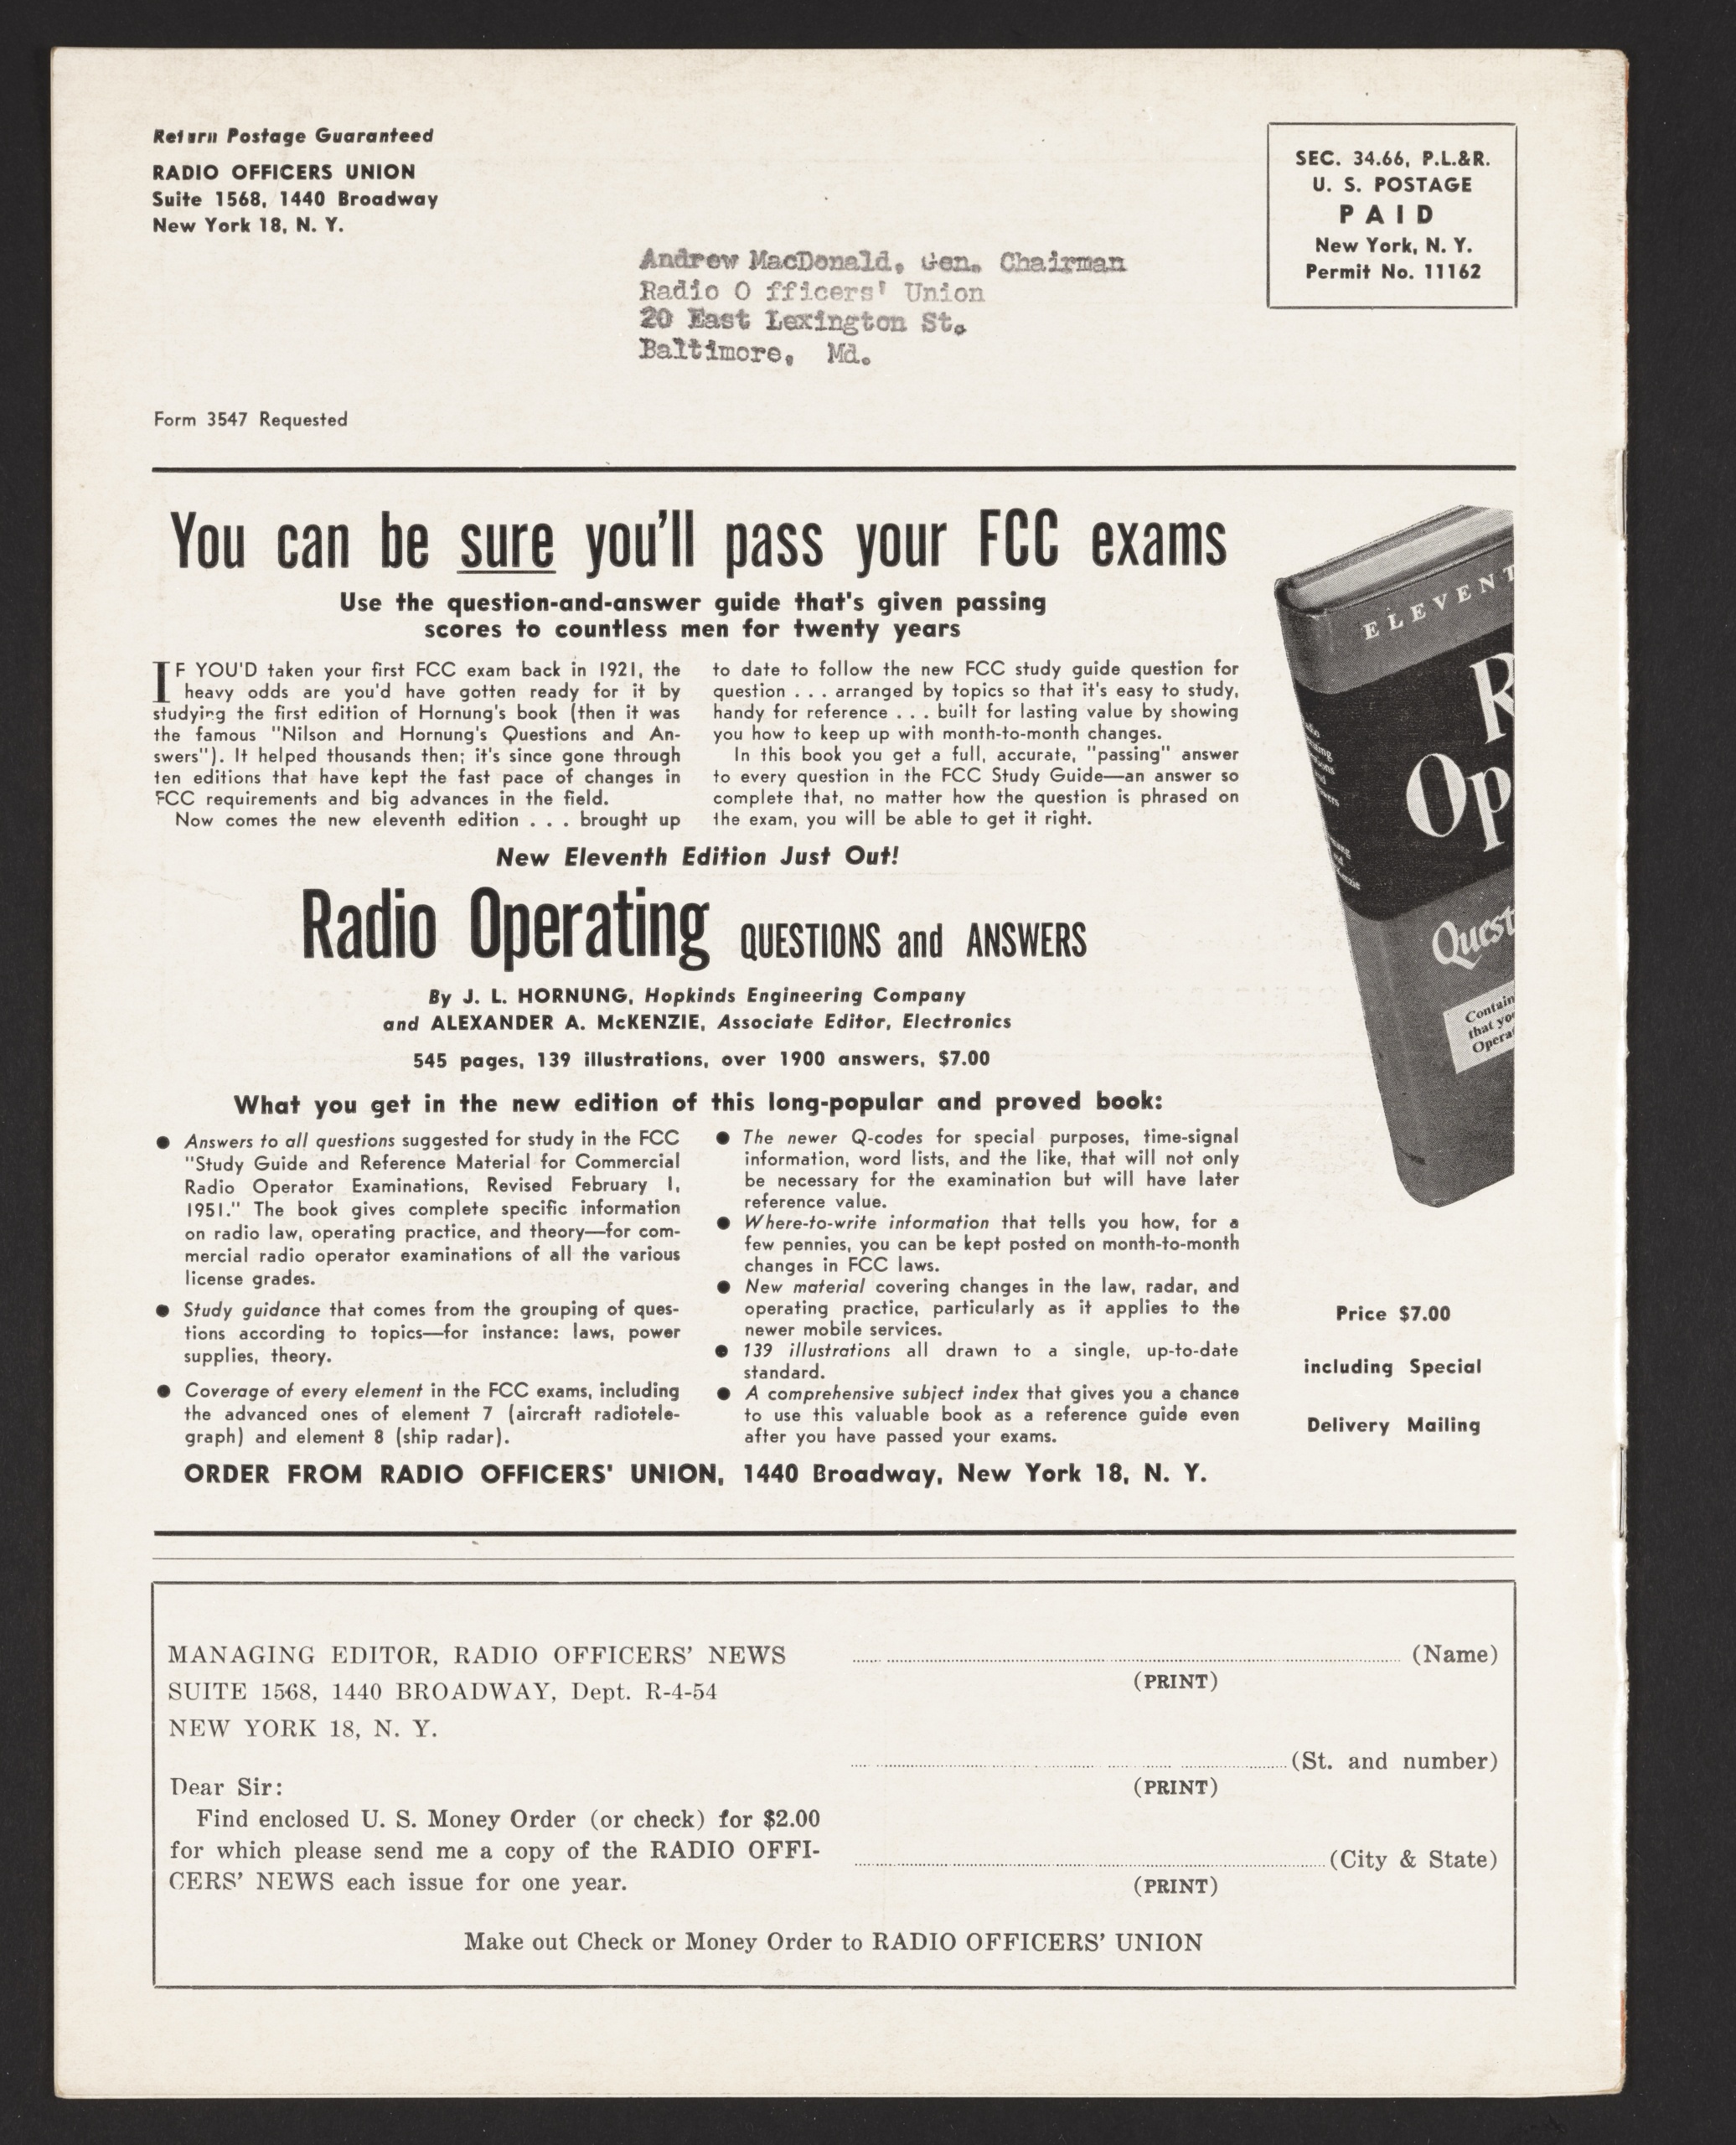 Return Postage Guaranteed
RADIO OFFICERS UNION
Suite 1568, 1440 Broadway
New York 18, N. Y.
SEC. 34.66, P.L.&R.
U. S. POSTAGE
PAID
New York, N. Y.
Permit No. 11162
Andrew MacDonald, Gen. Chairman
Radio O fficers' Union
20 East Lexington St.
Baltimore, Md.
Form 3547 Requested
You can be sure you'll pass your FCC exams
Use the question-and-answer guide that's given passing
scores to countless men for twenty years
IF YOU'D taken your first FCC exam back in 1921, the
heavy odds are you'd have gotten ready for it by
studying the first edition of Hornung's book (then it was
the famous "Nilson and Hornung's Questions and An-
swers"). It helped thousands then; it's since gone through
ten editions that have kept the fast pace of changes in
FCC requirements and big advances in the field.
Now comes the new eleventh edition . . . brought up
to date to follow the new FCC study guide question for
question . . . arranged by topics so that it's easy to study,
handy for reference . . . built for lasting value by showing
you how to keep up with month-to-month changes.
In this book you get a full, accurate, "passing" answer
to every question in the FCC Study Guide—an answer so
complete that, no matter how the question is phrased on
the exam, you will be able to get it right.
New Eleventh Edition Just Out!
Radio Operating QUESTIONS and ANSWERS
By J. L. HORNUNG, Hopkinds Engineering Company
and ALEXANDER A. McKENZIE, Associate Editor, Electronics
545 pages, 139 illustrations, over 1900 answers, $7.00
What you get in the new edition of this long-popular and proved book:
● Answers to all questions suggested for study in the FCC
"Study Guide and Reference Material for Commercial
Radio Operator Examinations, Revised February 1,
1951." The book gives complete specific information
on radio law, operating practice, and theory—for com-
mercial radio operator examinations of all the various
license grades.
● Study guidance that comes from the grouping of ques-
tions according to topics—for instance: laws, power
supplies, theory.
● Coverage of every element in the FCC exams, including
the advanced ones of element 7 (aircraft radiotele-
graph) and element 8 (ship radar).
● The newer Q-codes for special purposes, time-signal
information, word lists, and the like, that will not only
be necessary for the examination but will have later
reference value.
● Where-to-write information that tells you how, for a
few pennies, you can be kept posted on month-to-month
changes in FCC laws.
● New material covering changes in the law, radar, and
operating practice, particularly as it applies to the
newer mobile services.
● 139 illustrations all drawn to a single, up-to-date
standard.
● A comprehensive subject index that gives you a chance
to use this valuable book as a reference guide even
after you have passed your exams.
ORDER FROM RADIO OFFICERS' UNION, 1440 Broadway, New York 18, N. Y.
ELEVENT
R
Op
Quest
Contain
that yo
Opera
Price $7.00
including Special
Delivery Mailing
MANAGING EDITOR, RADIO OFFICERS' NEWS
SUITE 1568, 1440 BROADWAY, Dept. R-4-54
NEW YORK 18, N. Y.
Dear Sir:
Find enclosed U. S. Money Order (or check) for $2.00
for which please send me a copy of the RADIO OFFI-
CERS' NEWS each issue for one year.
(Name)
(PRINT)
(St. and number)
(PRINT)
(City & State)
(PRINT)
Make out Check or Money Order to RADIO OFFICERS' UNION